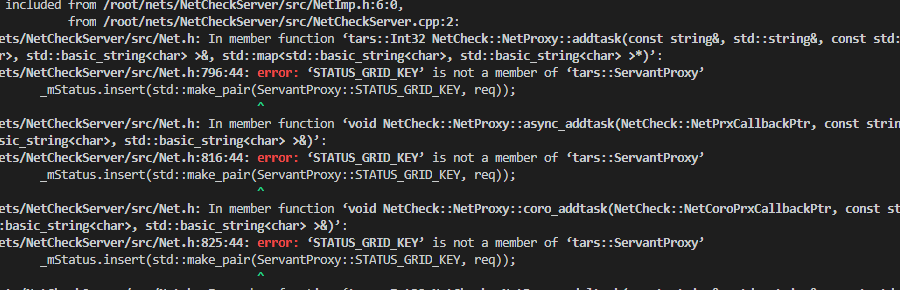 included from /root/nets/NetCheckServer/src/NetImp.h:6:0,
from /root/nets/NetCheckServer/src/NetCheckServer.cpp:2:
ets/NetCheckServer/src/Net.h: In member function ‘tars::Int32 NetCheck::NetProxy::addtask(const string&, std::string&, const std:
r>, std::basic_string<char> >&, std::map<std::basic_string<char>, std::basic_string<char> >*)’:
ets/NetCheckServer/src/Net.h:796:44: error: ‘STATUS_GRID_KEY’ is not a member of ‘tars::ServantProxy’
_mStatus.insert(std::make_pair(ServantProxy::STATUS_GRID_KEY, req));
^
ets/NetCheckServer/src/Net.h: In member function ‘void NetCheck::NetProxy::async_addtask(NetCheck::NetPrxCallbackPtr, const string
sic_string<char>, std::basic_string<char> >&)’:
ets/NetCheckServer/src/Net.h:816:44: error: ‘STATUS_GRID_KEY’ is not a member of ‘tars::ServantProxy’
_mStatus.insert(std::make_pair(ServantProxy::STATUS_GRID_KEY, req));
^
ets/NetCheckServer/src/Net.h: In member function ‘void NetCheck::NetProxy::coro_addtask(NetCheck::NetCoroPrxCallbackPtr, const st
:basic_string<char>, std::basic_string<char> >&)’:
ets/NetCheckServer/src/Net.h:825:44: error: ‘STATUS_GRID_KEY’ is not a member of ‘tars::ServantProxy’
_mStatus.insert(std::make_pair(ServantProxy::STATUS_GRID_KEY, req));
^